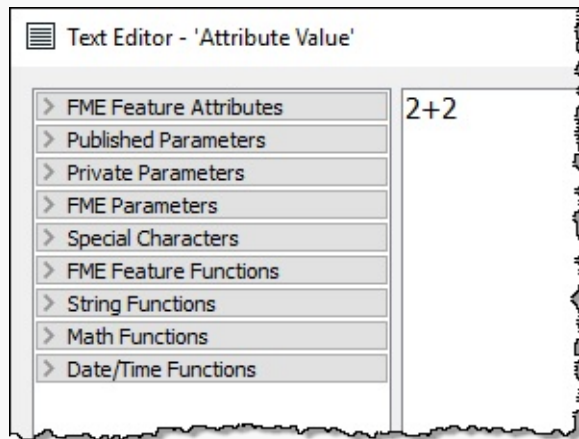 Text Editor - 'Attribute Value'
FME Feature Attributes
2+2
Published Parameters
Private Parameters
FME Parameters
Special Characters
FME Feature Functions
String Functions
Math Functions
Date/Time Functions